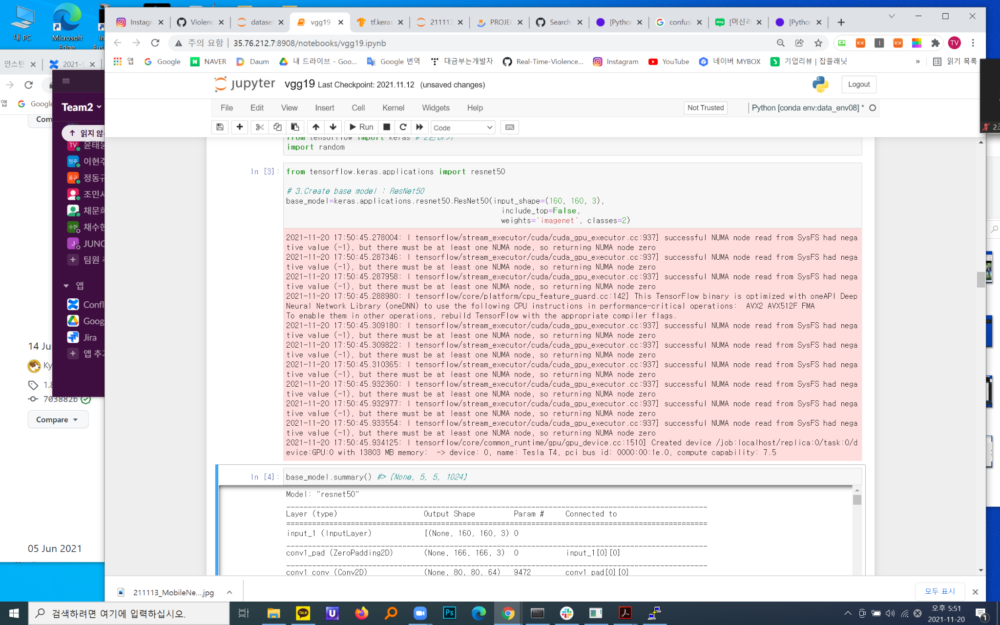 내 PC
Microsoft Edge
Instagr
Violenc
datase
vgg19
tf.keras
211113
PROJE
Search
[Pytho
confusi
[머신러
[Pytho
주의 요함 | 35.76.212.7:8908/notebooks/vgg19.ipynb
TV
앱
Google
NAVER
Daum
내 드라이브 - Goo...
Google 번역
대금부는개발자
Real-Time-Violence...
Instagram
YouTube
네이버 MYBOX
기업리뷰 | 잡플래닛
»
읽기 목록
인스턴
2021-1
앱
Google
Com
jupyter vgg19 Last Checkpoint: 2021.11.12 (unsaved changes)
Logout
File Edit View Insert Cell Kernel Widgets Help
Not Trusted
Python [conda env:data_env08] *
Run
Code
Team2
읽지 않
TV 윤태웅
현주 이현주
동규 정동규
조민서
채문희
수현 채수현
J JUNG
팀원 추
앱
Confl
Goog
Jira
앱 추가
14 Ju
Ky
1.8
703882b
Compare
05 Jun 2021
import random
In [3]: from tensorflow.keras.applications import resnet50
# 3.Create base model : ResNet50
base_model=keras.applications.resnet50.ResNet50(input_shape=(160, 160, 3),
include_top=False,
weights='imagenet', classes=2)
2021-11-20 17:50:45.278004: I tensorflow/stream_executor/cuda/cuda_gpu_executor.cc:937] successful NUMA node read from SysFS had nega
tive value (-1), but there must be at least one NUMA node, so returning NUMA node zero
2021-11-20 17:50:45.287346: I tensorflow/stream_executor/cuda/cuda_gpu_executor.cc:937] successful NUMA node read from SysFS had nega
tive value (-1), but there must be at least one NUMA node, so returning NUMA node zero
2021-11-20 17:50:45.287958: I tensorflow/stream_executor/cuda/cuda_gpu_executor.cc:937] successful NUMA node read from SysFS had nega
tive value (-1), but there must be at least one NUMA node, so returning NUMA node zero
2021-11-20 17:50:45.288980: I tensorflow/core/platform/cpu_feature_guard.cc:142] This TensorFlow binary is optimized with oneAPI Deep
Neural Network Library (oneDNN) to use the following CPU instructions in performance-critical operations:  AVX2 AVX512F FMA
To enable them in other operations, rebuild TensorFlow with the appropriate compiler flags.
2021-11-20 17:50:45.309180: I tensorflow/stream_executor/cuda/cuda_gpu_executor.cc:937] successful NUMA node read from SysFS had nega
tive value (-1), but there must be at least one NUMA node, so returning NUMA node zero
2021-11-20 17:50:45.309822: I tensorflow/stream_executor/cuda/cuda_gpu_executor.cc:937] successful NUMA node read from SysFS had nega
tive value (-1), but there must be at least one NUMA node, so returning NUMA node zero
2021-11-20 17:50:45.310365: I tensorflow/stream_executor/cuda/cuda_gpu_executor.cc:937] successful NUMA node read from SysFS had nega
tive value (-1), but there must be at least one NUMA node, so returning NUMA node zero
2021-11-20 17:50:45.932360: I tensorflow/stream_executor/cuda/cuda_gpu_executor.cc:937] successful NUMA node read from SysFS had nega
tive value (-1), but there must be at least one NUMA node, so returning NUMA node zero
2021-11-20 17:50:45.932977: I tensorflow/stream_executor/cuda/cuda_gpu_executor.cc:937] successful NUMA node read from SysFS had nega
tive value (-1), but there must be at least one NUMA node, so returning NUMA node zero
2021-11-20 17:50:45.933554: I tensorflow/stream_executor/cuda/cuda_gpu_executor.cc:937] successful NUMA node read from SysFS had nega
tive value (-1), but there must be at least one NUMA node, so returning NUMA node zero
2021-11-20 17:50:45.934125: I tensorflow/core/common_runtime/gpu/gpu_device.cc:1510] Created device /job:localhost/replica:0/task:0/d
evice:GPU:0 with 13803 MB memory:  -> device: 0, name: Tesla T4, pci bus id: 0000:00:1e.0, compute capability: 7.5
In [4]: base_model.summary() #> (None, 5, 5, 1024)
Model: "resnet50"
Layer (type) Output Shape Param # Connected to
input_1 (InputLayer) [(None, 160, 160, 3) 0
conv1_pad (ZeroPadding2D) (None, 166, 166, 3) 0 input_1[0][0]
conv1_conv (Conv2D) (None, 80, 80, 64) 9472 conv1_pad[0][0]
211113_MobileNe....jpg
모두 표시
검색하려면 여기에 입력하십시오.
TALK
U
Ps
오후 5:51
2021-11-20
1